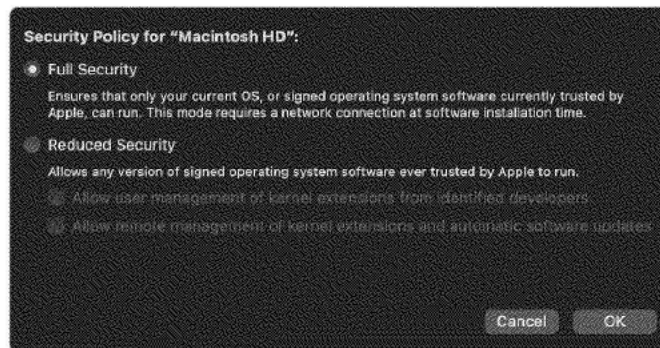 Security Policy for “Macintosh HD”:
Full Security
Ensures that only your current OS, or signed operating system software currently trusted by
Apple, can run. This mode requires a network connection at software installation time.
Reduced Security
Allows any version of signed operating system software ever trusted by Apple to run.
Allow user management of kernel extensions from identified developers
Allow remote management of kernel extensions and automatic software updates
Cancel
OK